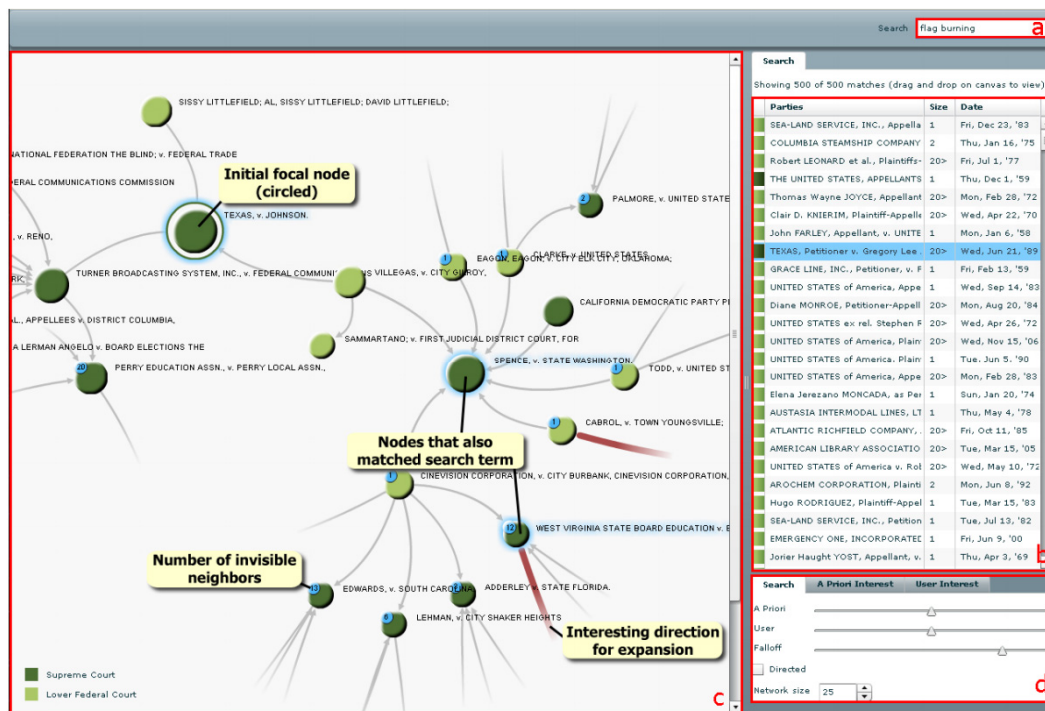 Search flag burning a
Search
Showing 500 of 500 matches (drag and drop on canvas to view)
Parties Size Date
SEA-LAND SERVICE, INC., Appella 1 Fri, Dec 23, '83
COLUMBIA STEAMSHIP COMPANY 2 Thu, Jan 16, '75
Robert LEONARD et al., Plaintiffs- 20> Fri, Jul 1, '77
THE UNITED STATES, APPELLANTS 1 Thu, Dec 1, '59
Thomas Wayne JOYCE, Appellant 20> Mon, Feb 28, '72
Clair D. KNIERIM, Plaintiff-Appelle 20> Wed, Apr 22, '70
John FARLEY, Appellant, v. UNITE 1 Mon, Jan 6, '58
TEXAS, Petitioner v. Gregory Lee 20> Wed, Jun 21, '89
GRACE LINE, INC., Petitioner, v. F 1 Fri, Feb 13, '59
UNITED STATES of America, Appe 1 Wed, Sep 14, '83
Diane MONROE, Petitioner-Appell 20> Mon, Aug 20, '84
UNITED STATES ex rel. Stephen R 20> Wed, Apr 26, '72
UNITED STATES of America, Plain 20> Wed, Nov 15, '06
UNITED STATES of America. Plain 1 Tue, Jun 5, '90
UNITED STATES of America, Appe 20> Mon, Feb 28, '83
Elena Jerezano MONCADA, as Per 1 Sun, Jan 20, '74
AUSTASIA INTERMODAL LINES, LT 1 Thu, May 4, '78
ATLANTIC RICHFIELD COMPANY, 20> Fri, Oct 11, '85
AMERICAN LIBRARY ASSOCIATIO 20> Tue, Mar 15, '05
UNITED STATES of America v. Rob 20> Wed, May 10, '72
AROCHEM CORPORATION, Plainti 2 Mon, Jun 8, '92
Hugo RODRIGUEZ, Plaintiff-Appel 1 Tue, Mar 15, '83
SEA-LAND SERVICE, INC., Petition 1 Tue, Jul 13, '82
EMERGENCY ONE, INCORPORATED 1 Fri, Jun 9, '00
Jorier Haught YOST, Appellant, v. 1 Thu, Apr 3, '69
b
Search A Priori Interest User Interest
A Priori
User
Falloff
Directed
Network size 25
d
SISSY LITTLEFIELD; AL, SISSY LITTLEFIELD; DAVID LITTLEFIELD;
NATIONAL FEDERATION THE BLIND; v. FEDERAL TRADE
ERAL COMMUNICATIONS COMMISSION
Initial focal node
(circled)
TEXAS, v. JOHNSON.
2
PALMORE, v. UNITED STATE
, v. RENO,
1
1
CLARKE, v. UNITED STATES
EAGON, EAGON, v. CITY ELK CITY, OKLAHOMA;
TURNER BROADCASTING SYSTEM, INC., v. FEDERAL COMMUNICATIONS
VILLEGAS, v. CITY GILROY,
CALIFORNIA DEMOCRATIC PARTY
AL., APPELLEES v. DISTRICT COLUMBIA,
SAMMARTANO; v. FIRST JUDICIAL DISTRICT COURT, FOR
A LERMAN ANGELO v. BOARD ELECTIONS THE
SPENCE, v. STATE WASHINGTON.
20
PERRY EDUCATION ASSN., v. PERRY LOCAL ASSN.,
1
TODD, v. UNITED ST
1
CABROL, v. TOWN YOUNGSVILLE;
Nodes that also
matched search term
1
CINEVISION CORPORATION, v. CITY BURBANK, CINEVISION CORPORATION,
12
WEST VIRGINIA STATE BOARD EDUCATION v.
Number of invisible
neighbors
13
EDWARDS, v. SOUTH CAROLINA.
ADDERLEY v. STATE FLORIDA.
6
LEHMAN, v. CITY SHAKER HEIGHTS
Interesting direction
for expansion
Supreme Court
Lower Federal Court
c